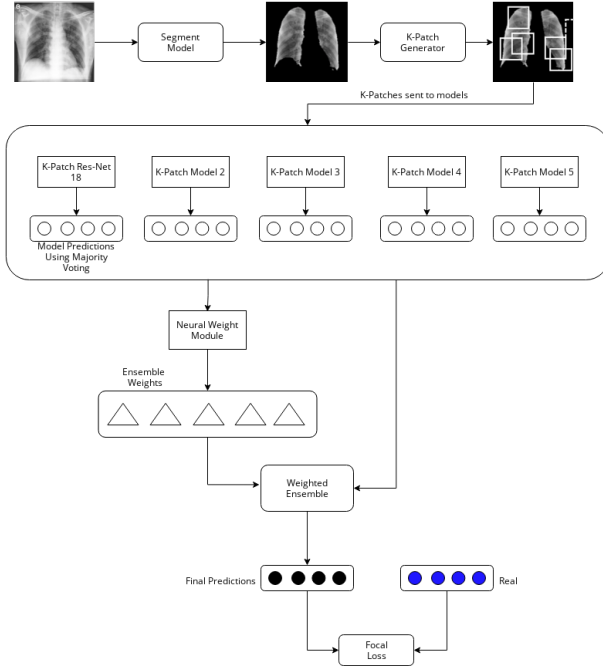 Segment
Model
K-Patch
Generator
K-Patches sent to models
K-Patch Res-Net
18
K-Patch Model 2
K-Patch Model 3
K-Patch Model 4
K-Patch Model 5
Model Predictions
Using Majority
Voting
Neural Weight
Module
Ensemble
Weights
Weighted
Ensemble
Final Predictions
Real
Focal
Loss